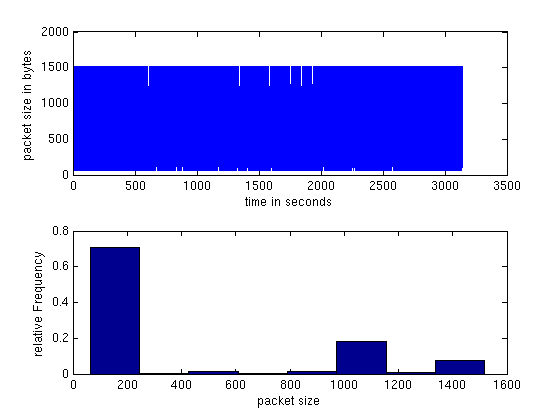 2000
1500
1000
500
0
packet size in bytes
0 500 1000 1500 2000 2500 3000 3500
time in seconds
0.8
0.6
0.4
0.2
0
relative Frequency
0 200 400 600 800 1000 1200 1400 1600
packet size